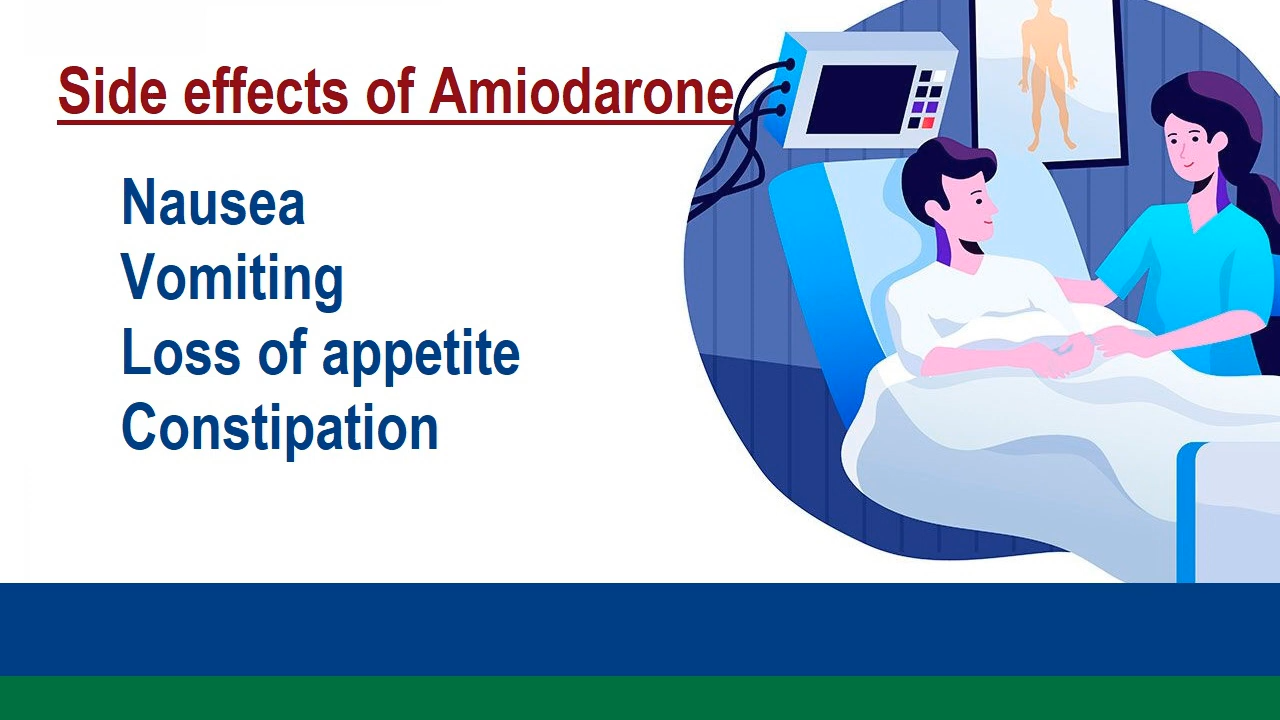 Side effects of Amiodarone
Nausea
Vomiting
Loss of appetite
Constipation